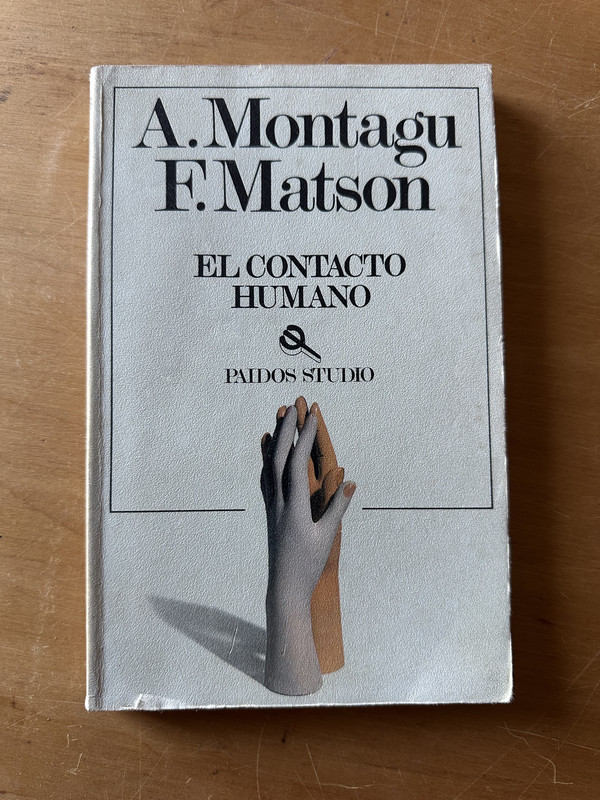 A. Montagu
F. Matson
EL CONTACTO
HUMANO
PAIDOS STUDIO